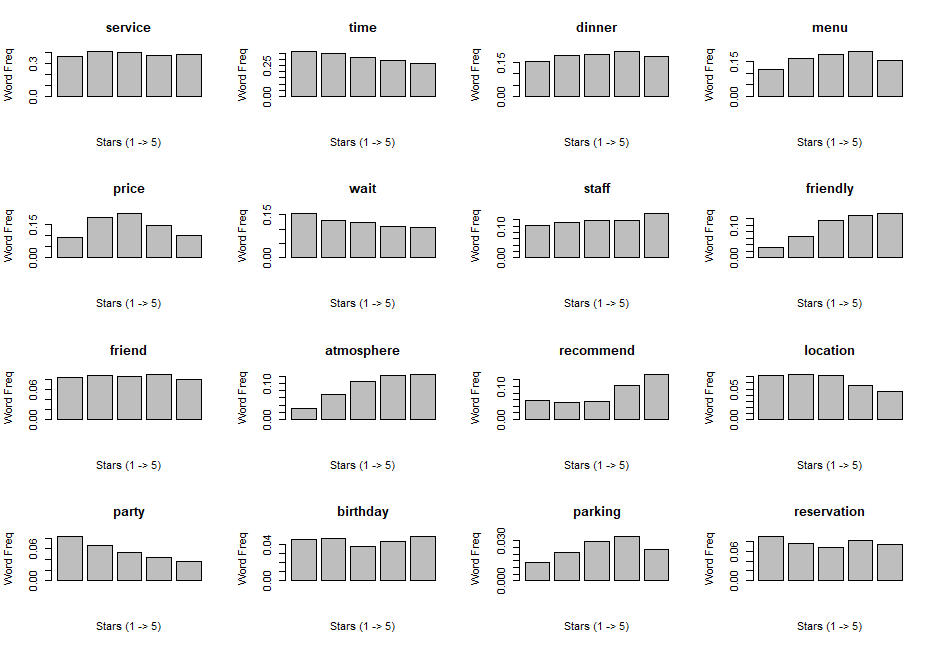 service time dinner menu
Word Freq Word Freq Word Freq Word Freq
0.0 0.3 0.00 0.25 0.00 0.15 0.00 0.15
Stars (1 -> 5) Stars (1 -> 5) Stars (1 -> 5) Stars (1 -> 5)
price wait staff friendly
Word Freq Word Freq Word Freq Word Freq
0.00 0.15 0.00 0.15 0.00 0.10 0.00 0.10
Stars (1 -> 5) Stars (1 -> 5) Stars (1 -> 5) Stars (1 -> 5)
friend atmosphere recommend location
Word Freq Word Freq Word Freq Word Freq
0.00 0.06 0.00 0.10 0.00 0.10 0.00 0.05
Stars (1 -> 5) Stars (1 -> 5) Stars (1 -> 5) Stars (1 -> 5)
party birthday parking reservation
Word Freq Word Freq Word Freq Word Freq
0.00 0.06 0.00 0.04 0.000 0.030 0.00 0.06
Stars (1 -> 5) Stars (1 -> 5) Stars (1 -> 5) Stars (1 -> 5)